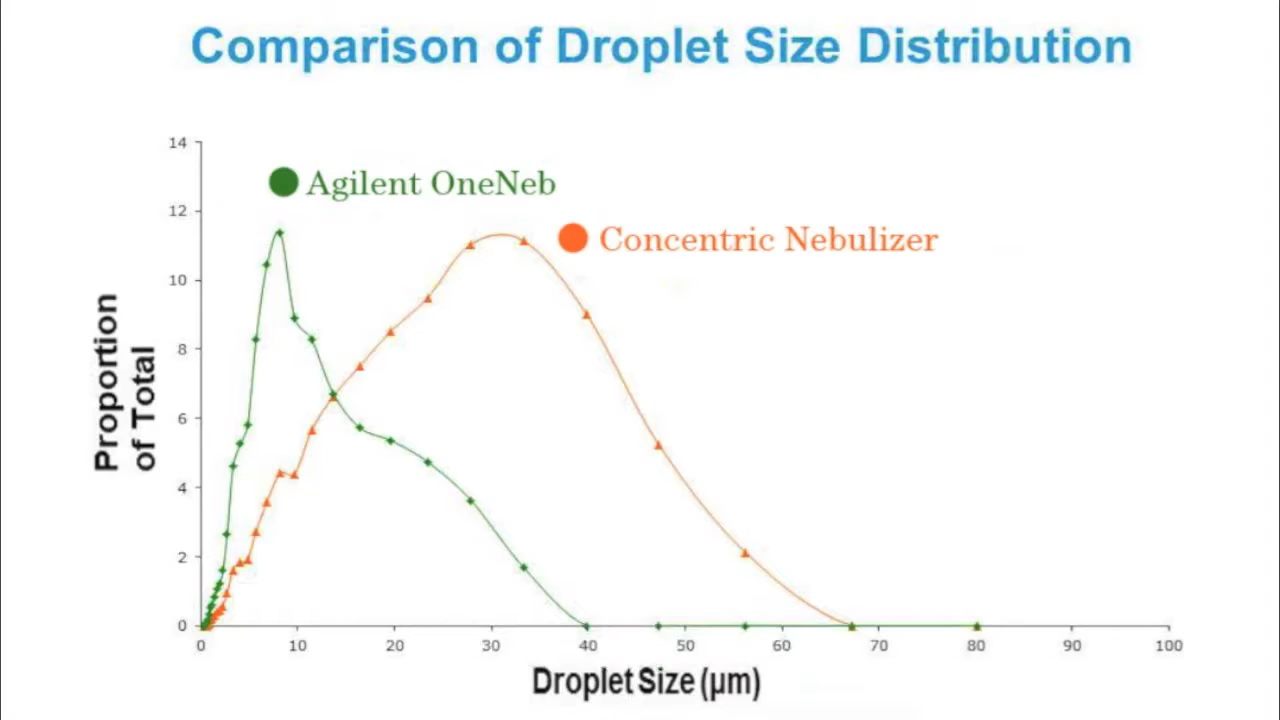 Comparison of Droplet Size Distribution
14
Agilent OneNeb
12
Concentric Nebulizer
10
8
6
4
2
0
Proportion
of Total
0 10 20 30 40 50 60 70 80 90 100
Droplet Size (µm)